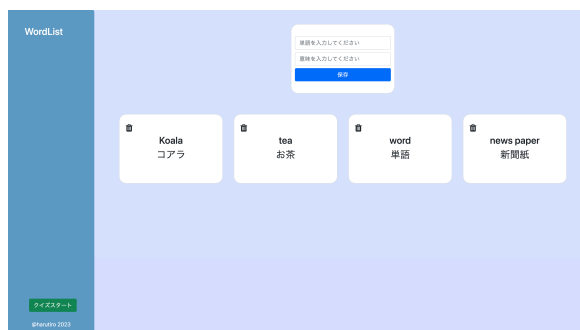 WordList
単語を入力してください
意味を入力してください
保存
Koala
コアラ
tea
お茶
word
単語
news paper
新聞紙
クイズスタート
@harutiro 2023